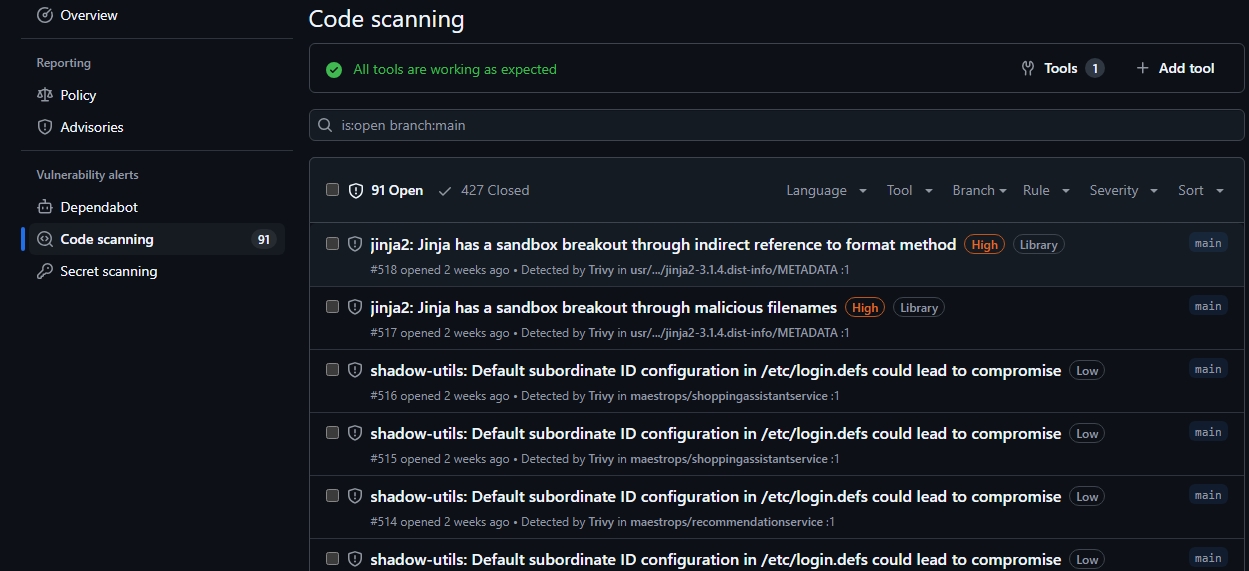 Overview
Reporting
Policy
Advisories
Vulnerability alerts
Dependabot
Code scanning 91
Secret scanning
Code scanning
All tools are working as expected
Tools 1
Add tool
is:open branch:main
91 Open 427 Closed Language Tool Branch Rule Severity Sort
jinja2: Jinja has a sandbox breakout through indirect reference to format method High Library main
#518 opened 2 weeks ago • Detected by Trivy in usr/.../jinja2-3.1.4.dist-info/METADATA :1
jinja2: Jinja has a sandbox breakout through malicious filenames High Library main
#517 opened 2 weeks ago • Detected by Trivy in usr/.../jinja2-3.1.4.dist-info/METADATA :1
shadow-utils: Default subordinate ID configuration in /etc/login.defs could lead to compromise Low main
#516 opened 2 weeks ago • Detected by Trivy in maestrops/shoppingassistantservice :1
shadow-utils: Default subordinate ID configuration in /etc/login.defs could lead to compromise Low main
#515 opened 2 weeks ago • Detected by Trivy in maestrops/shoppingassistantservice :1
shadow-utils: Default subordinate ID configuration in /etc/login.defs could lead to compromise Low main
#514 opened 2 weeks ago • Detected by Trivy in maestrops/recommendationservice :1
shadow-utils: Default subordinate ID configuration in /etc/login.defs could lead to compromise Low main